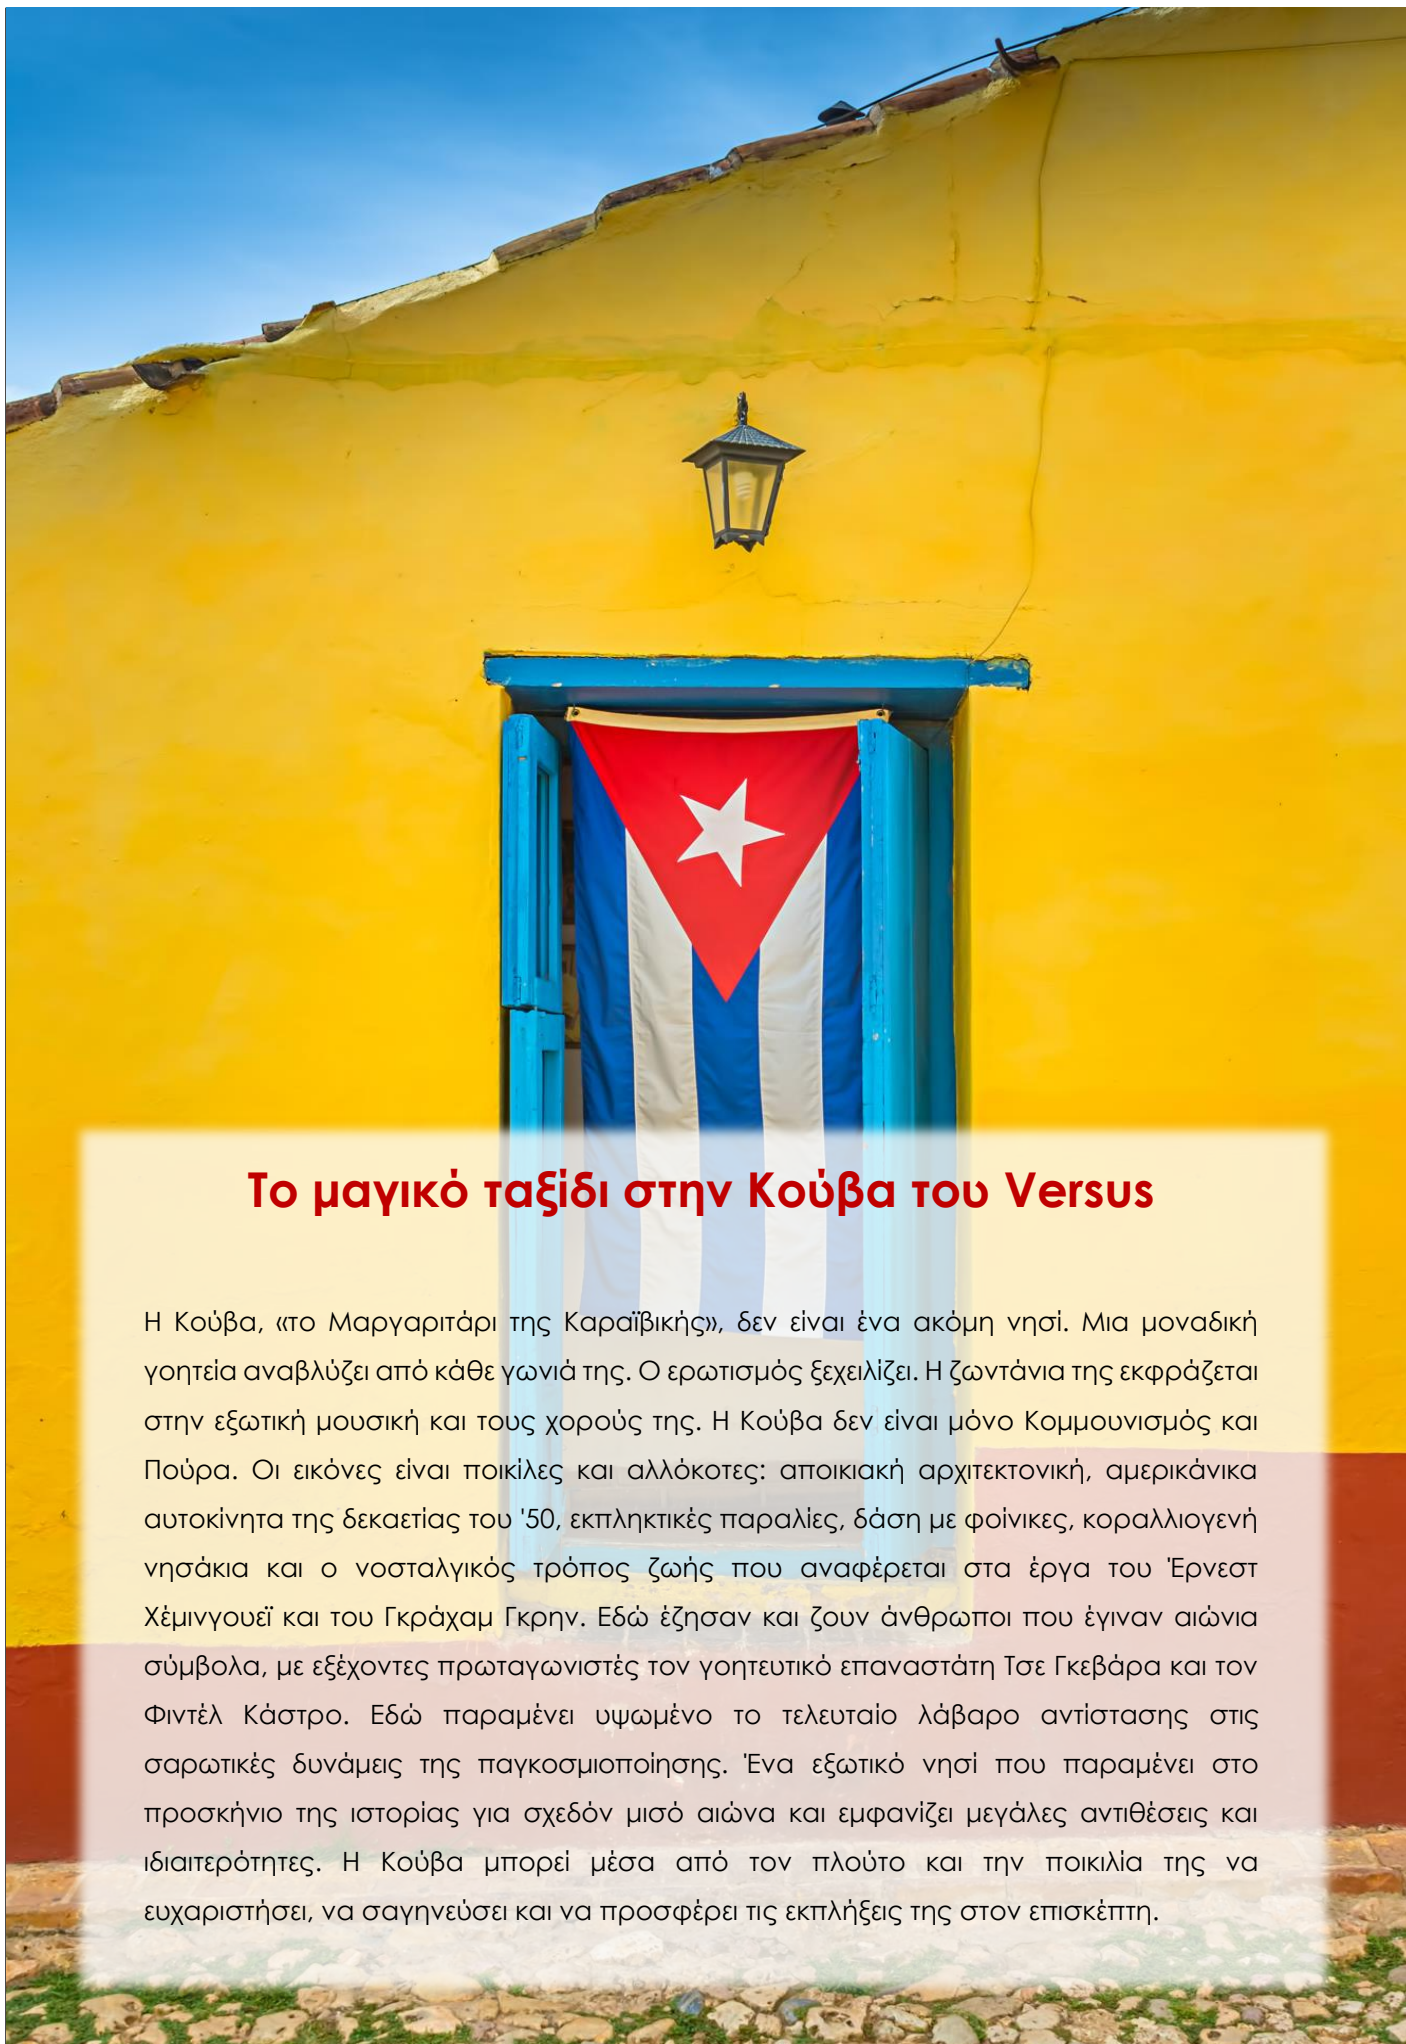 Το μαγικό ταξίδι στην Κούβα του Versus
Η Κούβα, «το Μαργαριτάρι της Καραϊβικής», δεν είναι ένα ακόμη νησί. Μια μοναδική
γοητεία αναβλύζει από κάθε γωνιά της. Ο ερωτισμός ξεχειλίζει. Η ζωντάνια της εκφράζεται
στην εξωτική μουσική και τους χορούς της. Η Κούβα δεν είναι μόνο Κομμουνισμός και
Πούρα. Οι εικόνες είναι ποικίλες και αλλόκοτες: αποικιακή αρχιτεκτονική, αμερικάνικα
αυτοκίνητα της δεκαετίας του '50, εκπληκτικές παραλίες, δάση με φοίνικες, κοραλλιογενή
νησάκια και ο νοσταλγικός τρόπος ζωής που αναφέρεται στα έργα του Έρνεστ
Χέμινγουεϊ και του Γκράχαμ Γκρην. Εδώ έζησαν και ζουν άνθρωποι που έγιναν αιώνια
σύμβολα, με εξέχοντες πρωταγωνιστές τον γοητευτικό επαναστάτη Τσε Γκεβάρα και τον
Φιντέλ Κάστρο. Εδώ παραμένει υψωμένο το τελευταίο λάβαρο αντίστασης στις
σαρωτικές δυνάμεις της παγκοσμιοποίησης. Ένα εξωτικό νησί που παραμένει στο
προσκήνιο της ιστορίας για σχεδόν μισό αιώνα και εμφανίζει μεγάλες αντιθέσεις και
ιδιαιτερότητες. Η Κούβα μπορεί μέσα από τον πλούτο και την ποικιλία της να
ευχαριστήσει, να σαγηνεύσει και να προσφέρει τις εκπλήξεις της στον επισκέπτη.